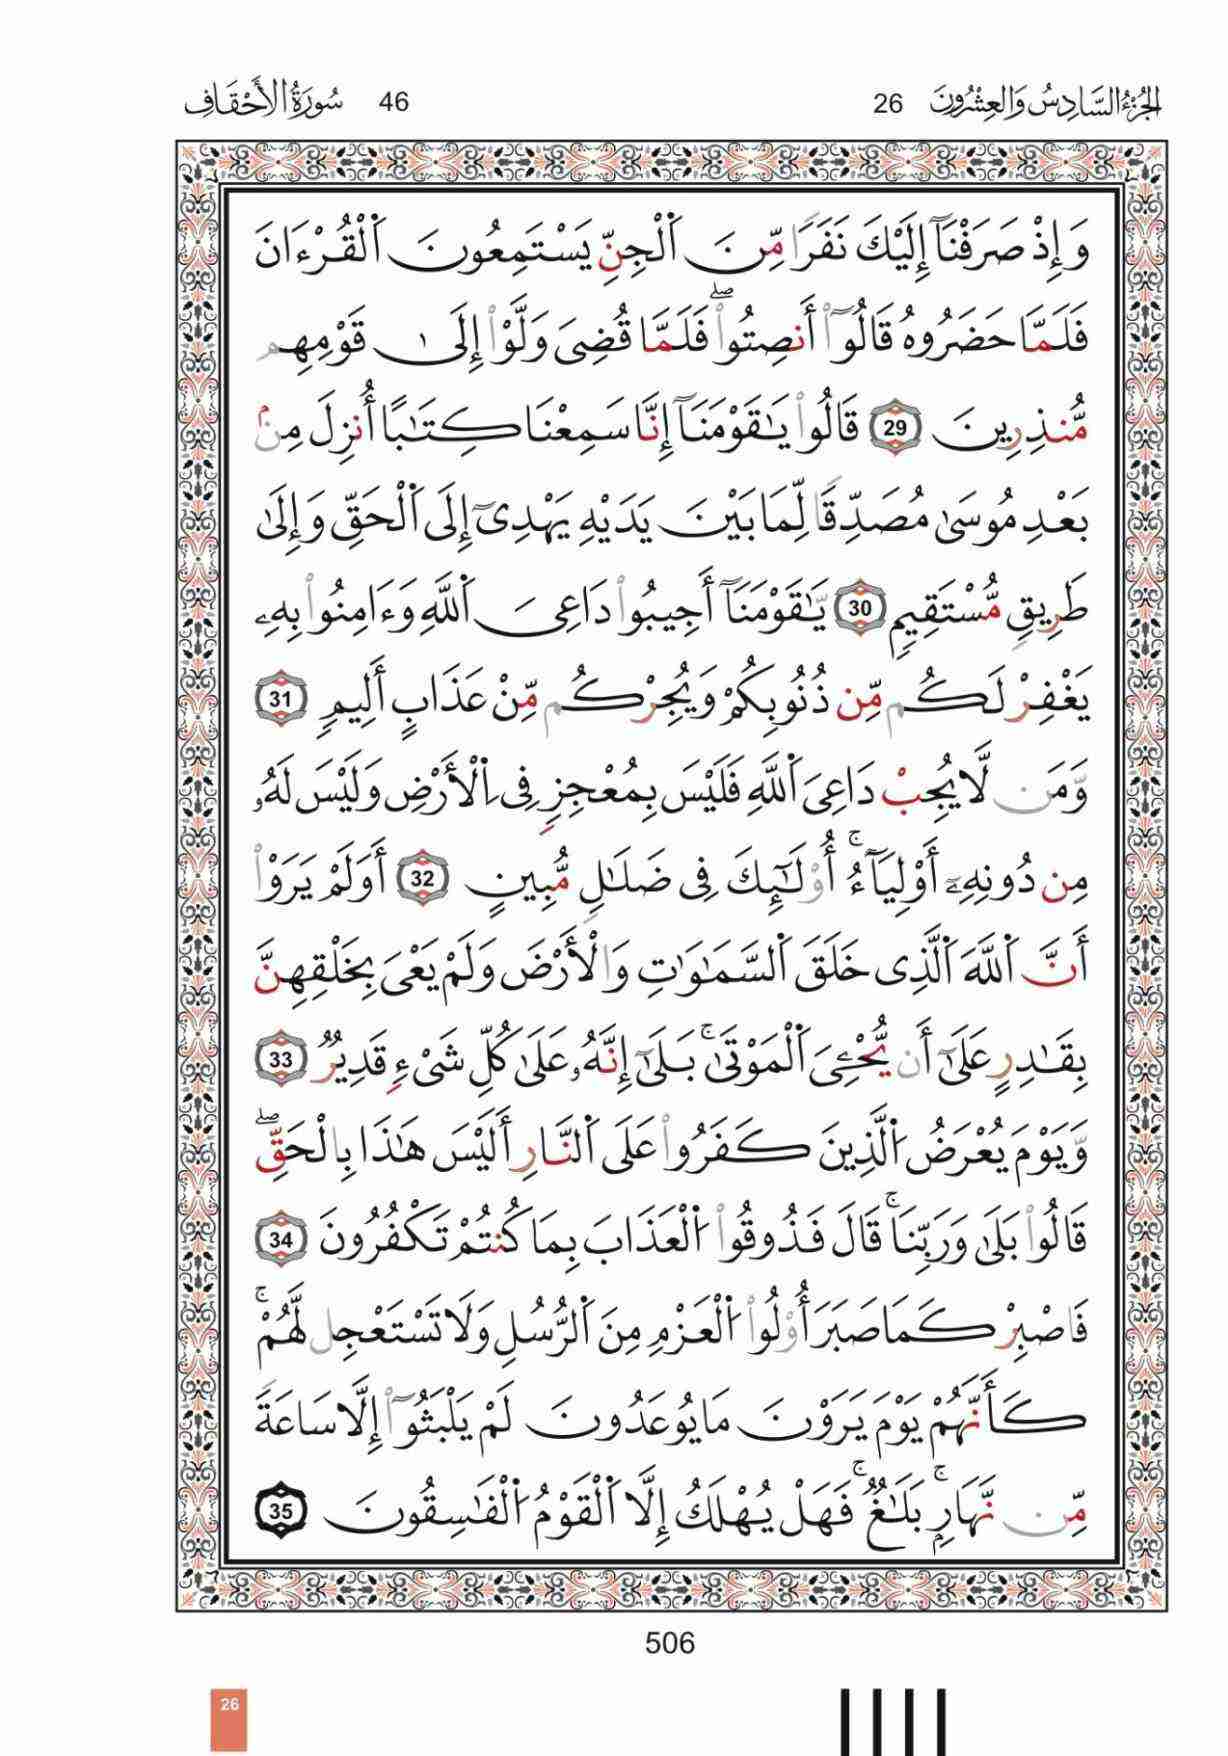 الجُزْءُ السَّادِسُ وَالعِشْرُونَ 26
46 سُورَةُ الأَحْقَافِ
وَإِذْ صَرَفْنَآ إِلَيْكَ نَفَرًا مِّنَ ٱلْجِنِّ يَسْتَمِعُونَ ٱلْقُرْءَانَ
فَلَمَّا حَضَرُوهُ قَالُوٓا۟ أَنصِتُوا۟ ۖ فَلَمَّا قُضِىَ وَلَّوْا۟ إِلَىٰ قَوْمِهِم
مُّنذِرِينَ 29 قَالُوا۟ يَـٰقَوْمَنَآ إِنَّا سَمِعْنَا كِتَـٰبًا أُنزِلَ مِنۢ
بَعْدِ مُوسَىٰ مُصَدِّقًا لِّمَا بَيْنَ يَدَيْهِ يَهْدِىٓ إِلَى ٱلْحَقِّ وَإِلَىٰ
طَرِيقٍ مُّسْتَقِيمٍ 30 يَـٰقَوْمَنَآ أَجِيبُوا۟ دَاعِىَ ٱللَّهِ وَءَامِنُوا۟ بِهِۦ
يَغْفِرْ لَكُم مِّن ذُنُوبِكُمْ وَيُجِرْكُم مِّنْ عَذَابٍ أَلِيمٍ 31
وَمَن لَّا يُجِبْ دَاعِىَ ٱللَّهِ فَلَيْسَ بِمُعْجِزٍ فِى ٱلْأَرْضِ وَلَيْسَ لَهُۥ
مِن دُونِهِۦٓ أَوْلِيَآءُ ۚ أُو۟لَـٰٓئِكَ فِى ضَلَـٰلٍ مُّبِينٍ 32 أَوَلَمْ يَرَوْا۟
أَنَّ ٱللَّهَ ٱلَّذِى خَلَقَ ٱلسَّمَـٰوَٰتِ وَٱلْأَرْضَ وَلَمْ يَعْىَ بِخَلْقِهِنَّ
بِقَـٰدِرٍ عَلَىٰٓ أَن يُحْـِۧىَ ٱلْمَوْتَىٰ ۚ بَلَىٰٓ إِنَّهُۥ عَلَىٰ كُلِّ شَىْءٍ قَدِيرٌ 33
وَيَوْمَ يُعْرَضُ ٱلَّذِينَ كَفَرُوا۟ عَلَى ٱلنَّارِ أَلَيْسَ هَـٰذَا بِٱلْحَقِّ ۖ
قَالُوا۟ بَلَىٰ وَرَبِّنَا ۚ قَالَ فَذُوقُوا۟ ٱلْعَذَابَ بِمَا كُنتُمْ تَكْفُرُونَ 34
فَٱصْبِرْ كَمَا صَبَرَ أُو۟لُوا۟ ٱلْعَزْمِ مِنَ ٱلرُّسُلِ وَلَا تَسْتَعْجِل لَّهُمْ ۚ
كَأَنَّهُمْ يَوْمَ يَرَوْنَ مَا يُوعَدُونَ لَمْ يَلْبَثُوٓا۟ إِلَّا سَاعَةً
مِّن نَّهَارٍۭ ۚ بَلَـٰغٌ ۚ فَهَلْ يُهْلَكُ إِلَّا ٱلْقَوْمُ ٱلْفَـٰسِقُونَ 35
506
26